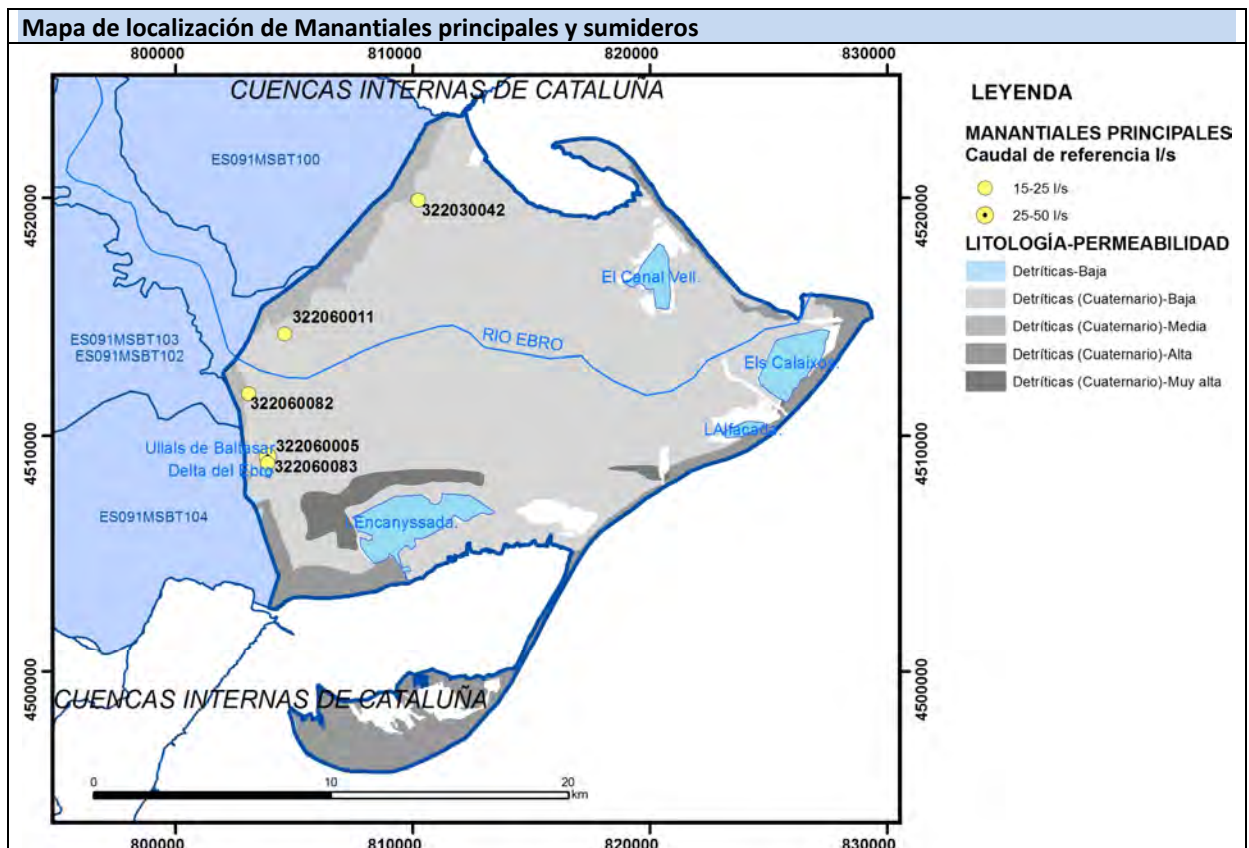 Mapa de localización de Manantiales principales y sumideros
800000 810000 820000 830000
CUENCAS INTERNAS DE CATALUÑA
ES091MSBT100
4520000
4520000
322030042
El Canal Vell.
322060011
RIO EBRO
ES091MSBT103
ES091MSBT102
Els Calaixos.
322060082
LAlfacada.
4510000
4510000
Ullals de Baltasar
322060005
Delta del Ebro
322060083
ES091MSBT104
Encanyssada.
4500000
4500000
CUENCAS INTERNAS DE CATALUÑA
0 10 20
km
800000 810000 820000 830000
LEYENDA
MANANTIALES PRINCIPALES
Caudal de referencia l/s
15-25 l/s
25-50 l/s
LITOLOGÍA-PERMEABILIDAD
Detríticas-Baja
Detríticas (Cuaternario)-Baja
Detríticas (Cuaternario)-Media
Detríticas (Cuaternario)-Alta
Detríticas (Cuaternario)-Muy alta